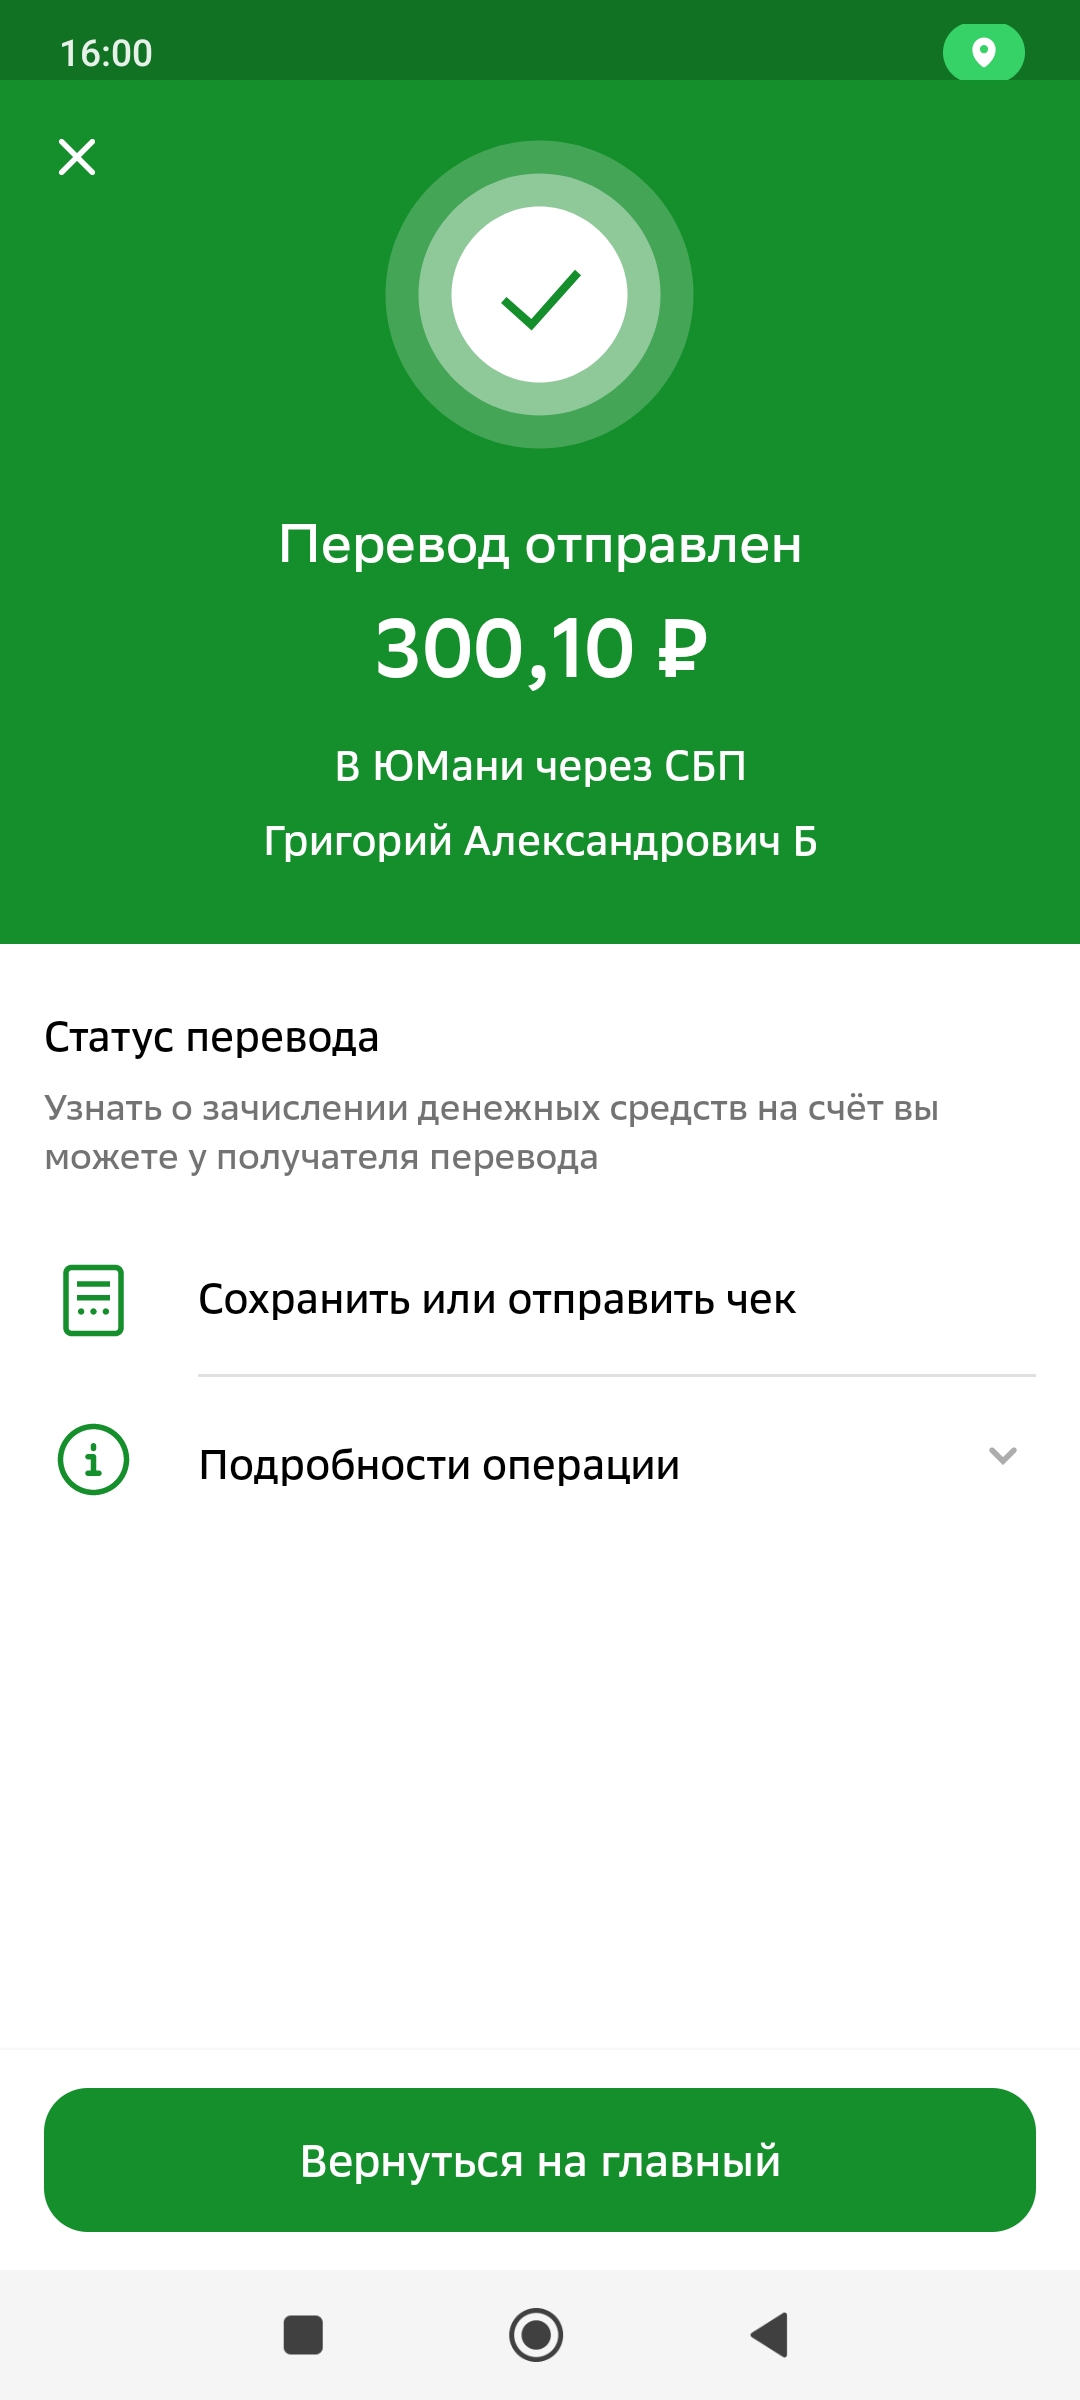 16:00
Перевод отправлен
300,10 ₽
В ЮМани через СБП
Григорий Александрович Б
Статус перевода
Узнать о зачислении денежных средств на счёт вы
можете у получателя перевода
Сохранить или отправить чек
Подробности операции
Вернуться на главный